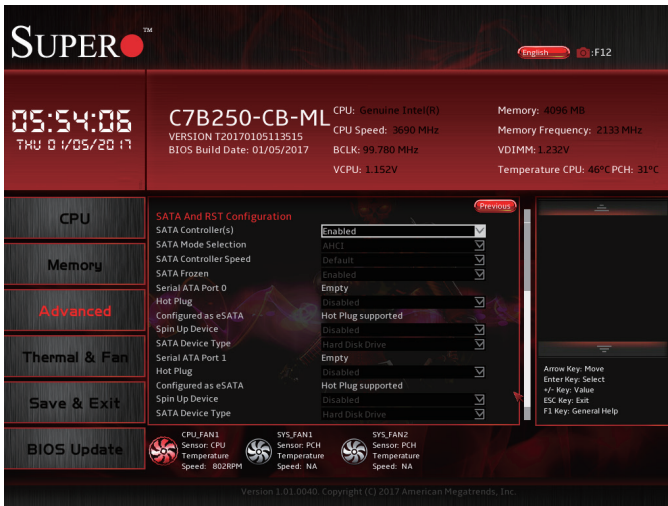 SUPER™
English :F12
05:54:06
THU 01/05/2017
C7B250-CB-ML
VERSION T20170105113515
BIOS Build Date: 01/05/2017
CPU: Genuine Intel(R)
CPU Speed: 3690 MHz
BCLK: 99.780 MHz
VCPU: 1.152V
Memory: 4096 MB
Memory Frequency: 2133 MHz
VDIMM: 1.232V
Temperature CPU: 46°C PCH: 31°C
CPU
Memory
Advanced
Thermal & Fan
Save & Exit
BIOS Update
Previous
SATA And RST Configuration
SATA Controller(s) Enabled
SATA Mode Selection AHCI
SATA Controller Speed Default
SATA Frozen Enabled
Serial ATA Port 0 Empty
Hot Plug Disabled
Configured as eSATA Hot Plug supported
Spin Up Device Disabled
SATA Device Type Hard Disk Drive
Serial ATA Port 1 Empty
Hot Plug Disabled
Configured as eSATA Hot Plug supported
Spin Up Device Disabled
SATA Device Type Hard Disk Drive
Arrow Key: Move
Enter Key: Select
+/- Key: Value
ESC Key: Exit
F1 Key: General Help
CPU_FAN1
Sensor: CPU
Temperature
Speed: 802RPM
SYS_FAN1
Sensor: PCH
Temperature
Speed: NA
SYS_FAN2
Sensor: PCH
Temperature
Speed: NA
Version 1.01.0040. Copyright (C) 2017 American Megatrends, Inc.